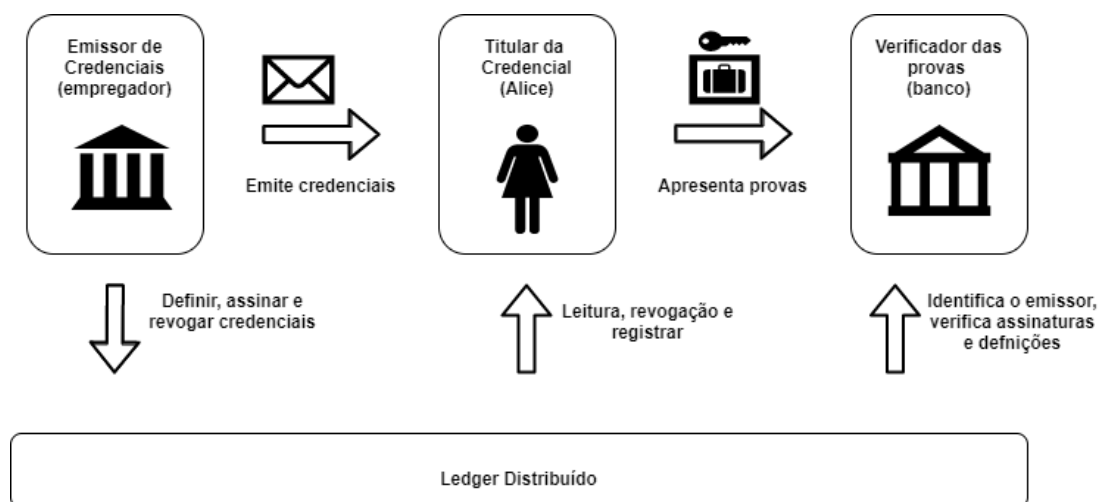 Emissor de
Credenciais
(empregador)
Emite credenciais
Titular da
Credencial
(Alice)
Apresenta provas
Verificador das
provas
(banco)
Definir, assinar e
revogar credenciais
Leitura, revogação e
registrar
Identifica o emissor,
verifica assinaturas
e defnições
Ledger Distribuído